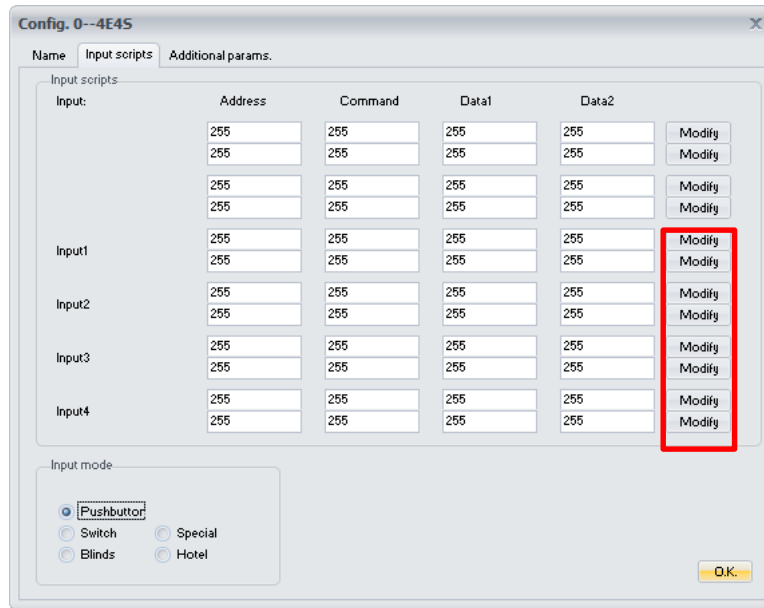 Config. 0--4E4S
Name Input scripts Additional params.
Input scripts
Input: Address Command Data1 Data2
255 255 255 255 Modify
255 255 255 255 Modify
255 255 255 255 Modify
255 255 255 255 Modify
255 255 255 255 Modify
Input1
255 255 255 255 Modify
255 255 255 255 Modify
Input2
255 255 255 255 Modify
255 255 255 255 Modify
Input3
255 255 255 255 Modify
255 255 255 255 Modify
Input4
255 255 255 255 Modify
Input mode
Pushbutton
Switch Special
Blinds Hotel
O.K.